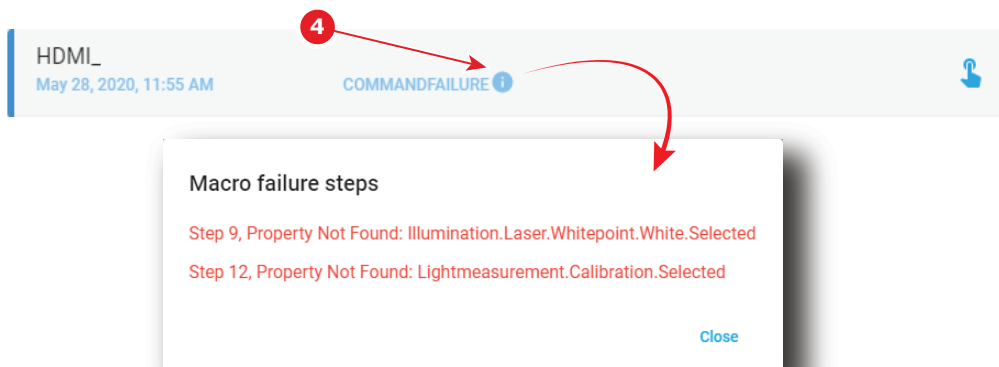 4
HDMI_
May 28, 2020, 11:55 AM COMMANDFAILURE i
Macro failure steps
Step 9, Property Not Found: Illumination.Laser.Whitepoint.White.Selected
Step 12, Property Not Found: Lightmeasurement.Calibration.Selected
Close